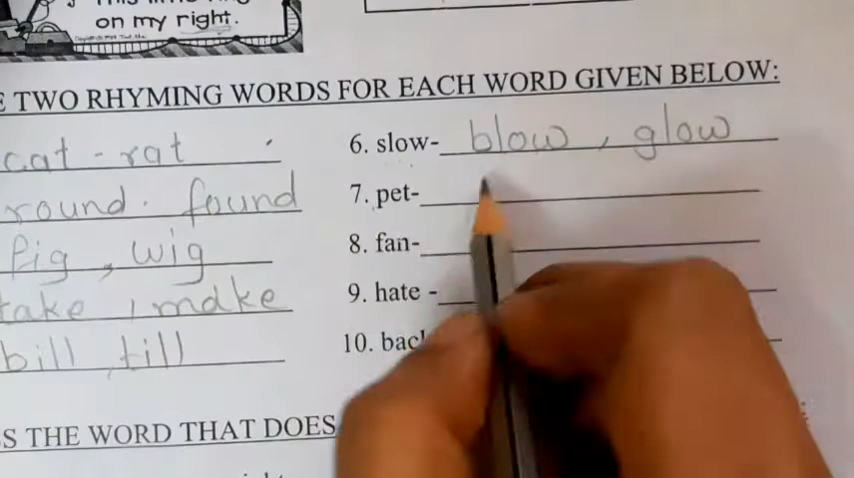 on my right.
TWO RHYMING WORDS FOR EACH WORD GIVEN BELOW:
cat - rat
round . found
fig , wig
take , make
bill , till
6. slow- blow , glow
7. pet-
8. fan-
9. hate -
10. bac
S THE WORD THAT DOES